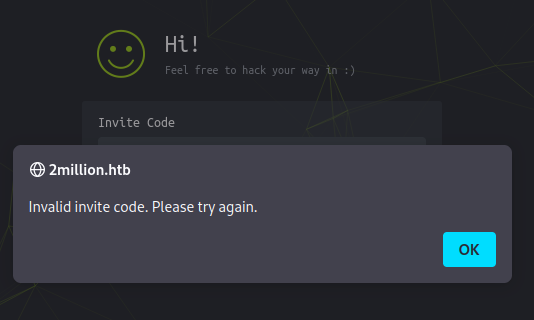 Hi!
Feel free to hack your way in :)
Invite Code
2million.htb
Invalid invite code. Please try again.
OK